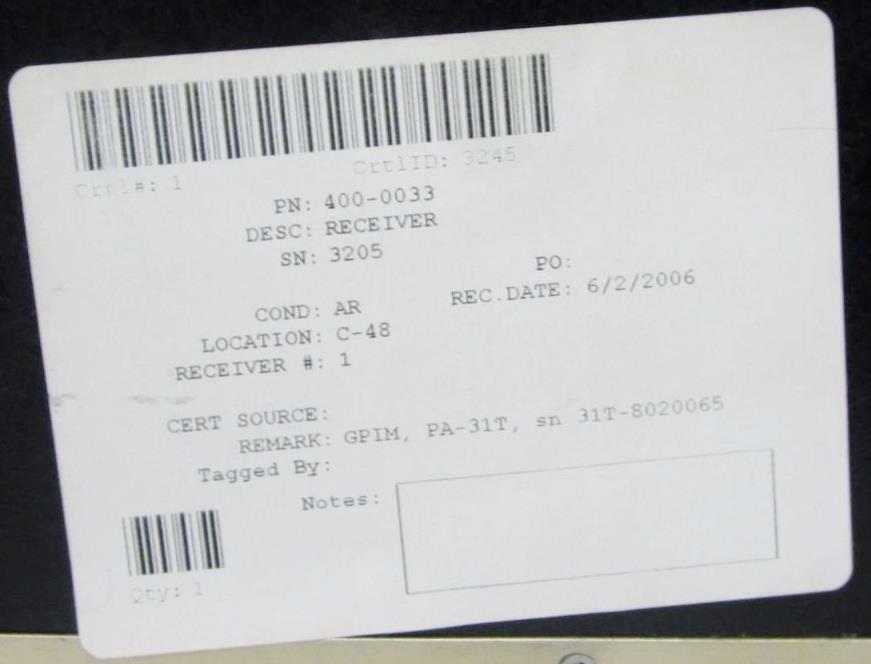 Crtl#: 1 CrtlID: 3245
PN: 400-0033
DESC: RECEIVER
SN: 3205
PO:
COND: AR REC.DATE: 6/2/2006
LOCATION: C-48
RECEIVER #: 1
CERT SOURCE:
REMARK: GPIM, PA-31T, sn 31T-8020065
Tagged By:
Notes:
Qty: 1